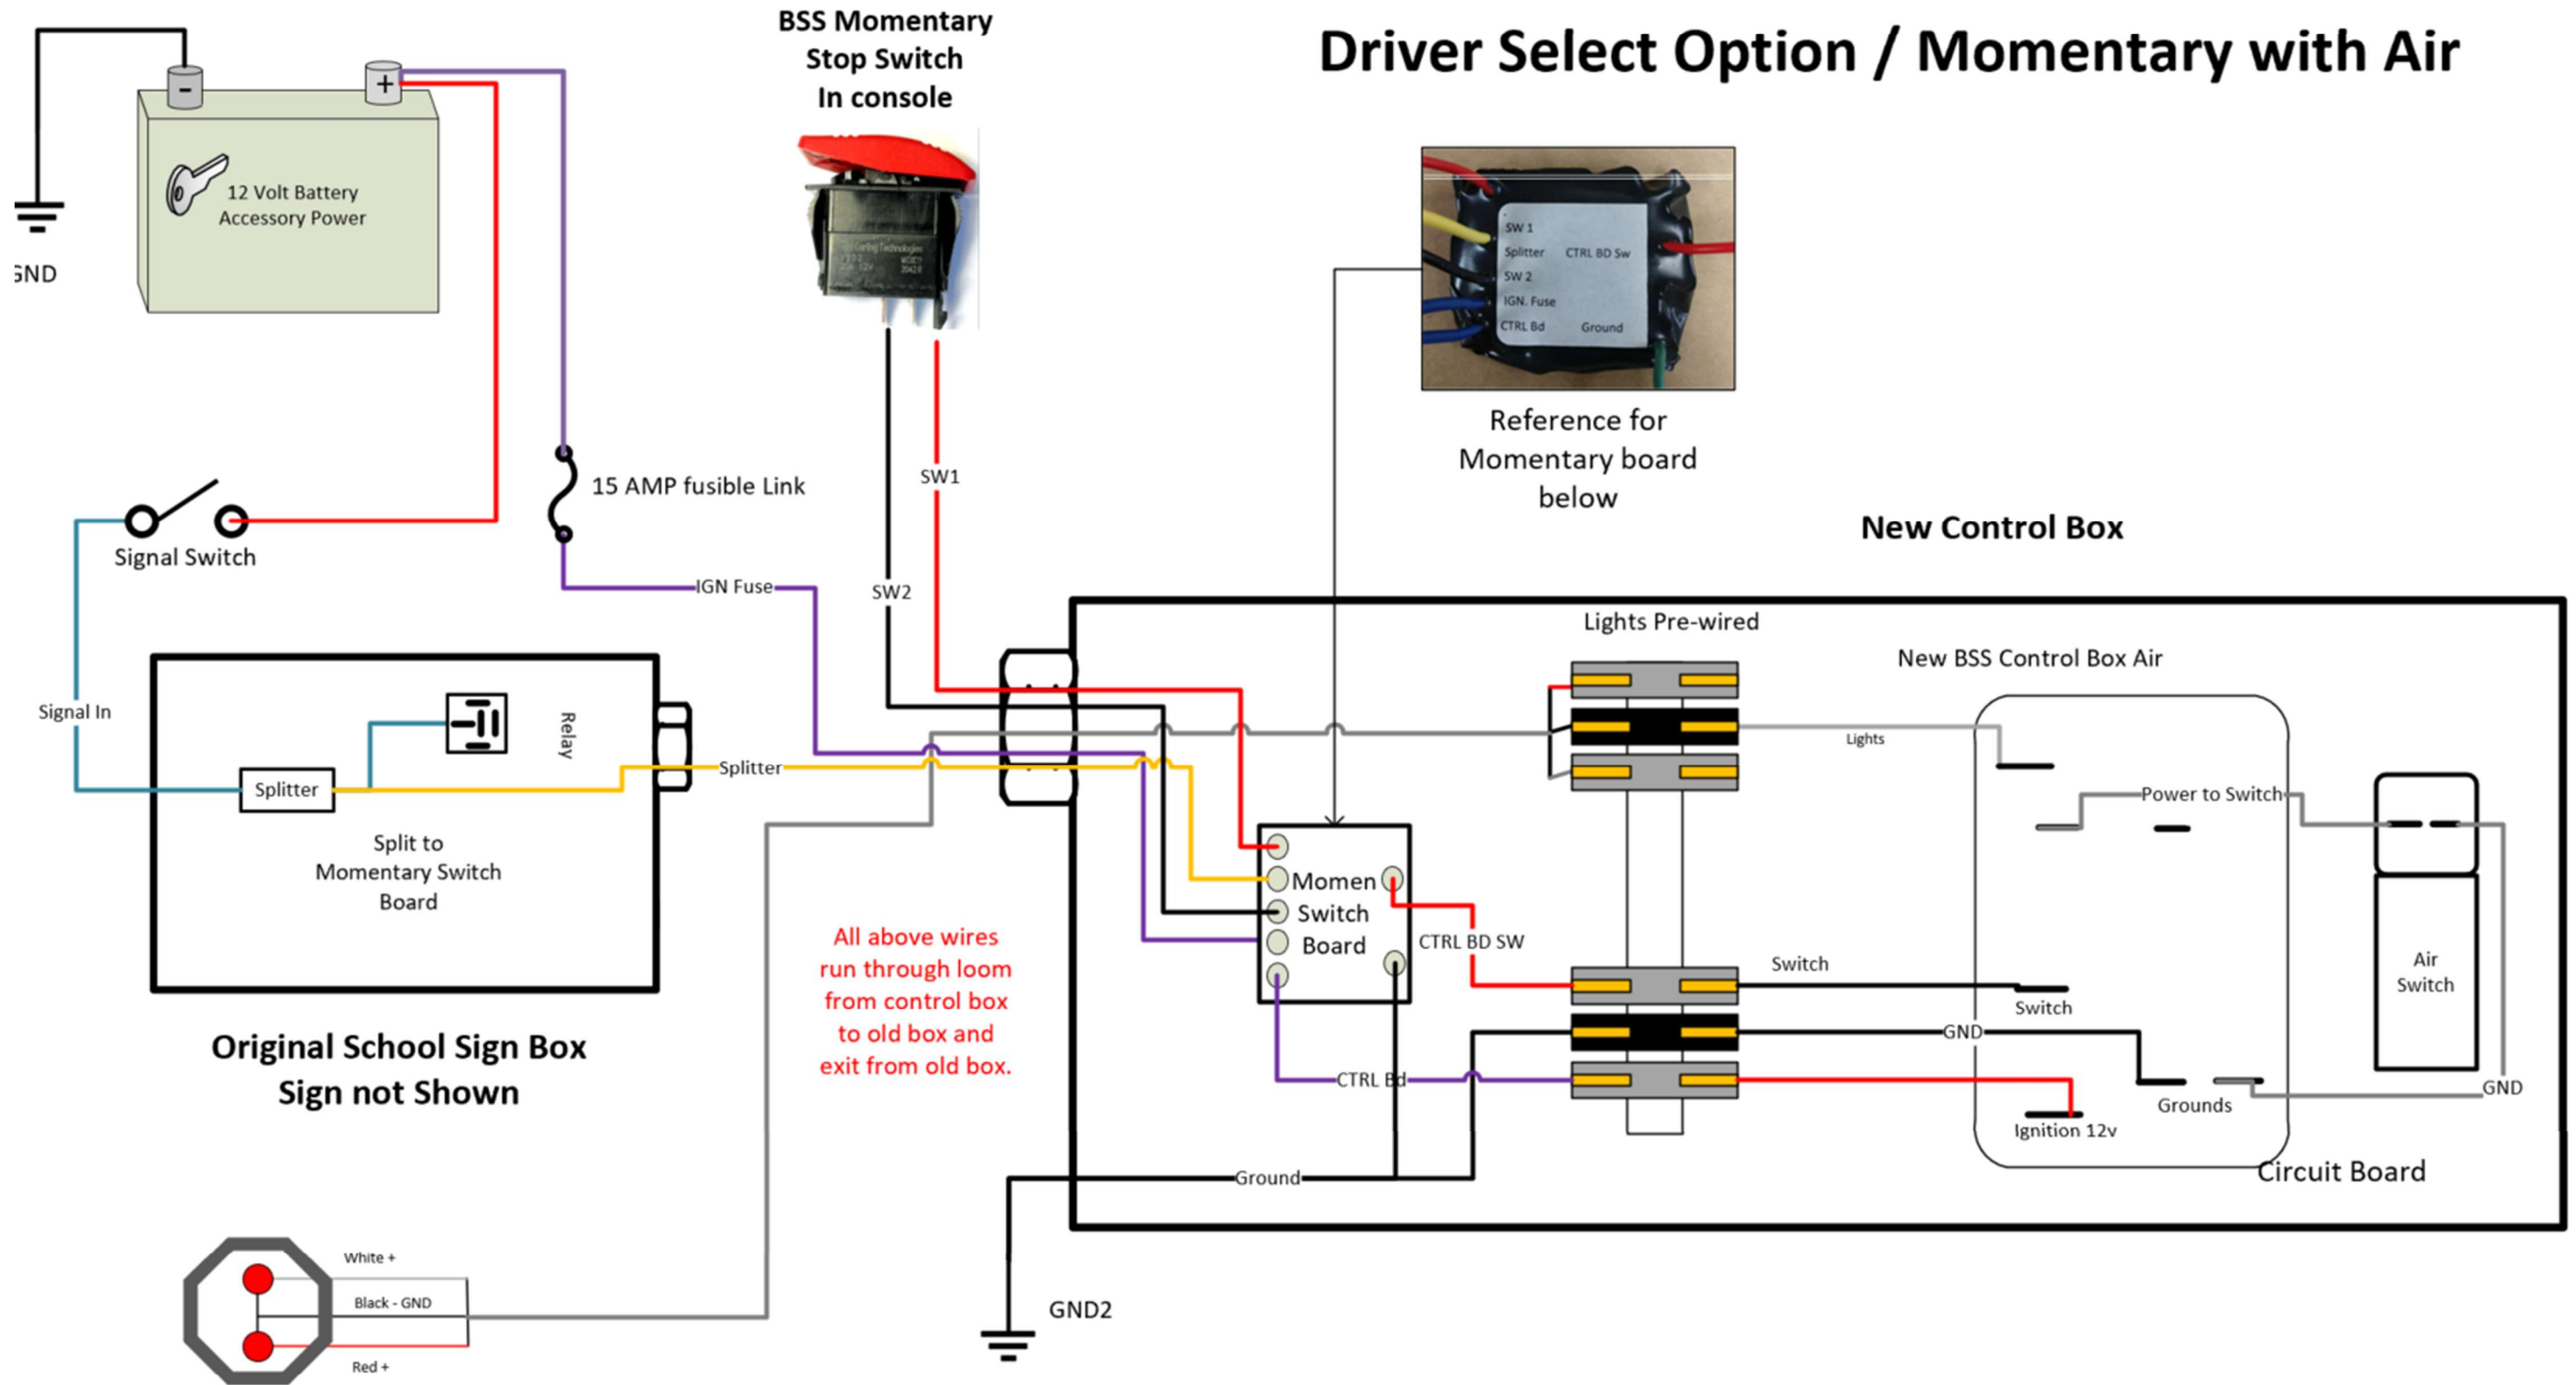 BSS Momentary
Stop Switch
In console
Driver Select Option / Momentary with Air
-
+
12 Volt Battery
Accessory Power
GND
SW 1
Splitter
CTRL BD Sw
SW 2
IGN. Fuse
CTRL Bd
Ground
Reference for
Momentary board
below
15 AMP fusible Link
SW1
Signal Switch
IGN Fuse
SW2
New Control Box
Lights Pre-wired
New BSS Control Box Air
Signal In
Relay
Splitter
Splitter
Split to
Momentary Switch
Board
Lights
Power to Switch
Momen
Switch
Board
CTRL BD SW
All above wires
run through loom
from control box
to old box and
exit from old box.
Switch
Switch
Air
Switch
GND
CTRL Bd
Grounds
GND
Ignition 12v
Circuit Board
Ground
Original School Sign Box
Sign not Shown
White +
Black - GND
Red +
GND2